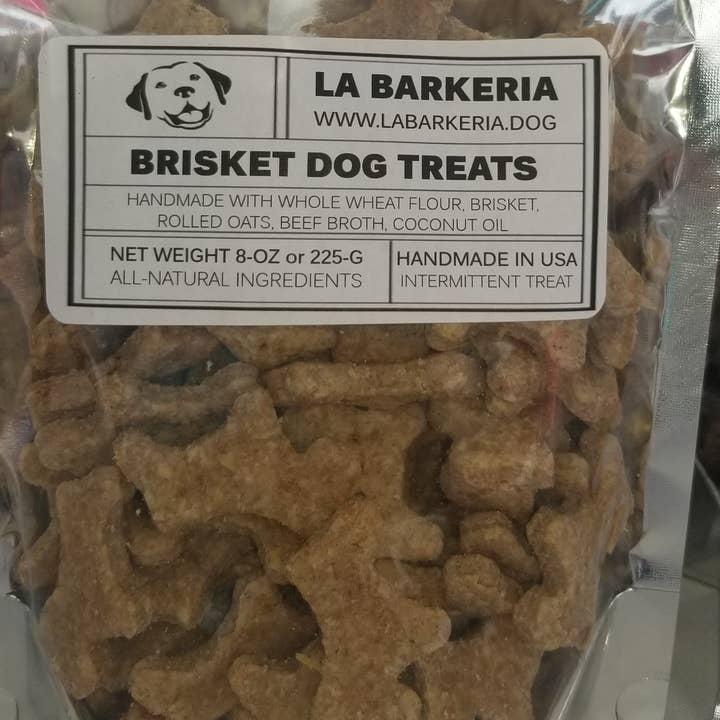 LA BARKERIA
WWW.LABARKERIA.DOG
BRISKET DOG TREATS
HANDMADE WITH WHOLE WHEAT FLOUR, BRISKET,
ROLLED OATS, BEEF BROTH, COCONUT OIL
NET WEIGHT 8-OZ or 225-G
ALL-NATURAL INGREDIENTS
HANDMADE IN USA
INTERMITTENT TREAT